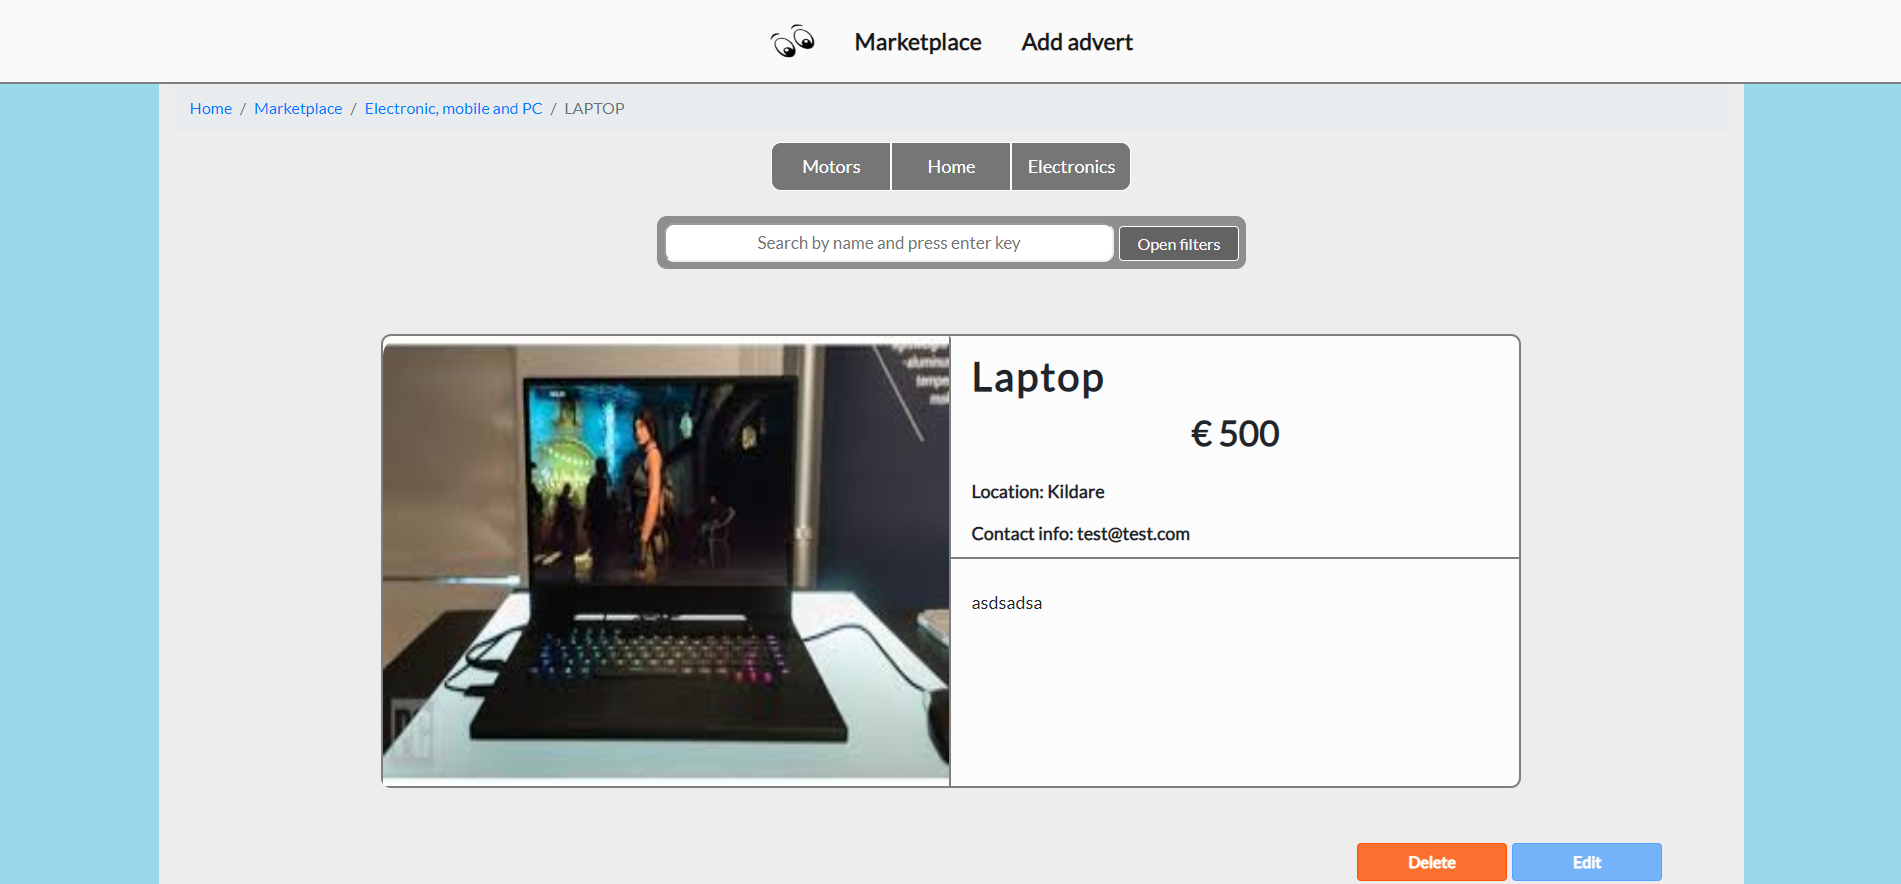 Marketplace Add advert
Home / Marketplace / Electronic, mobile and PC / LAPTOP
Motors Home Electronics
Search by name and press enter key Open filters
Laptop
€ 500
Location: Kildare
Contact info: test@test.com
asdsadsa
Delete Edit